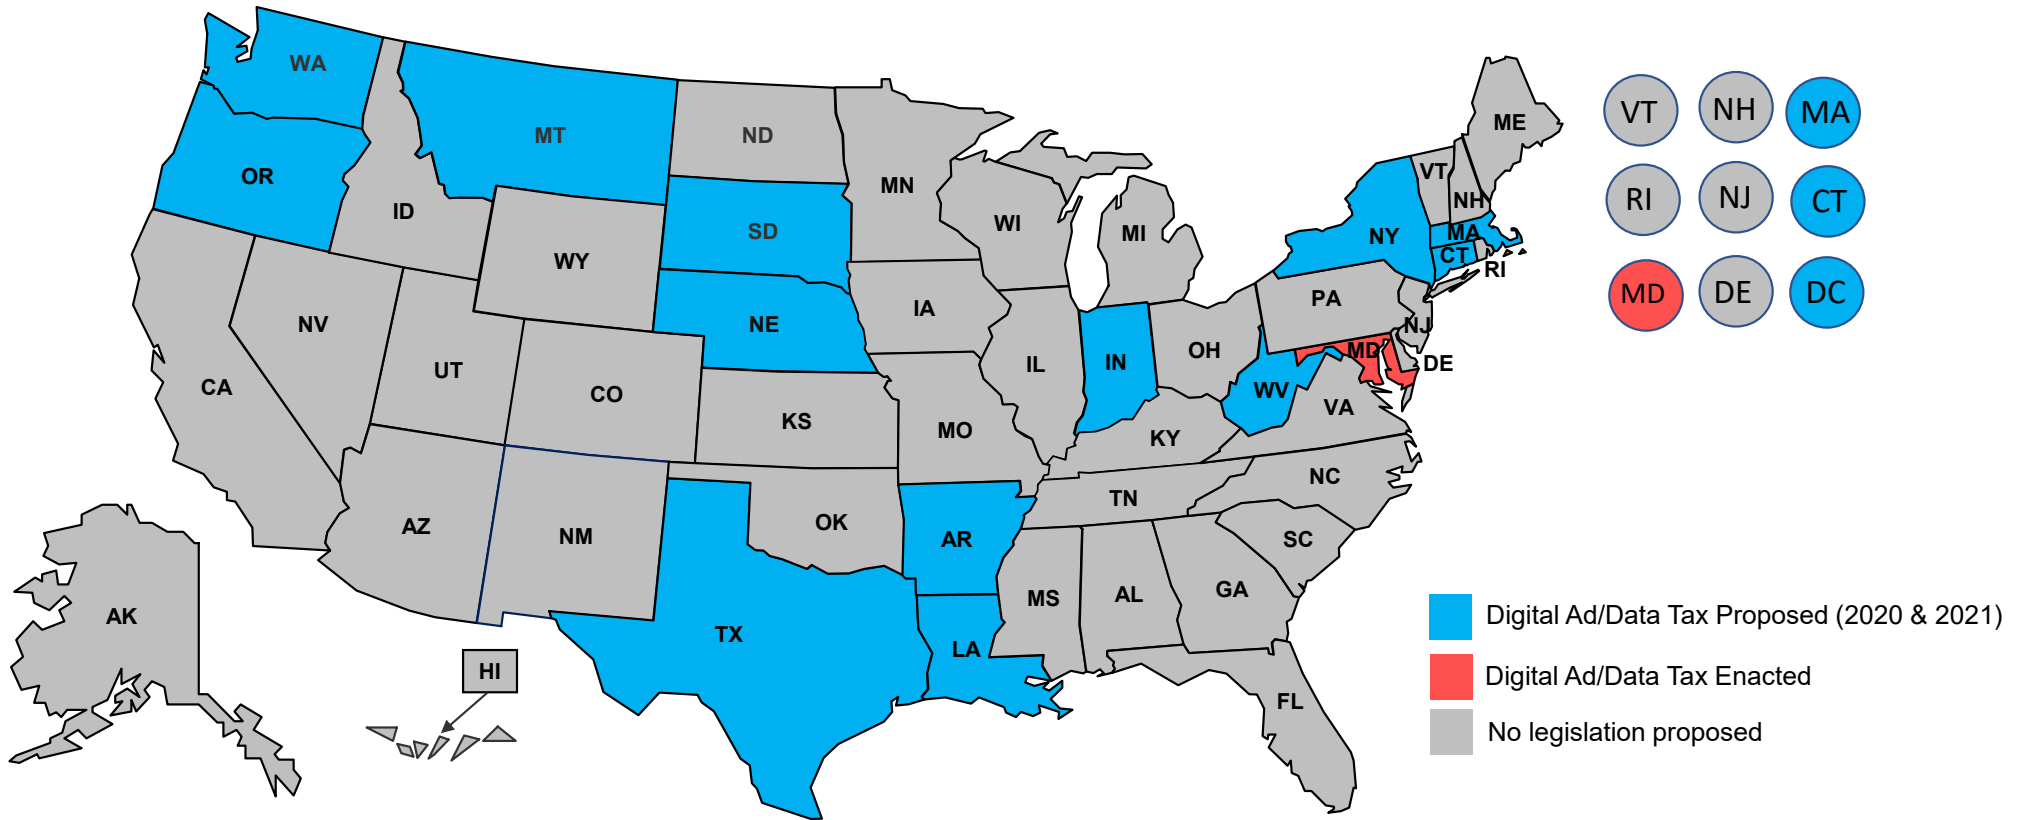 WA
MT
ND
MN
ME
OR
ID
WY
SD
WI
MI
NY
VT
NH
MA
CT
RI
NV
UT
CO
NE
IA
IL
IN
OH
PA
NJ
MD
DE
CA
KS
MO
KY
WV
VA
AZ
NM
OK
AR
TN
NC
SC
AK
HI
TX
LA
MS
AL
GA
FL
VT NH MA
RI NJ CT
MD DE DC
Digital Ad/Data Tax Proposed (2020 & 2021)
Digital Ad/Data Tax Enacted
No legislation proposed